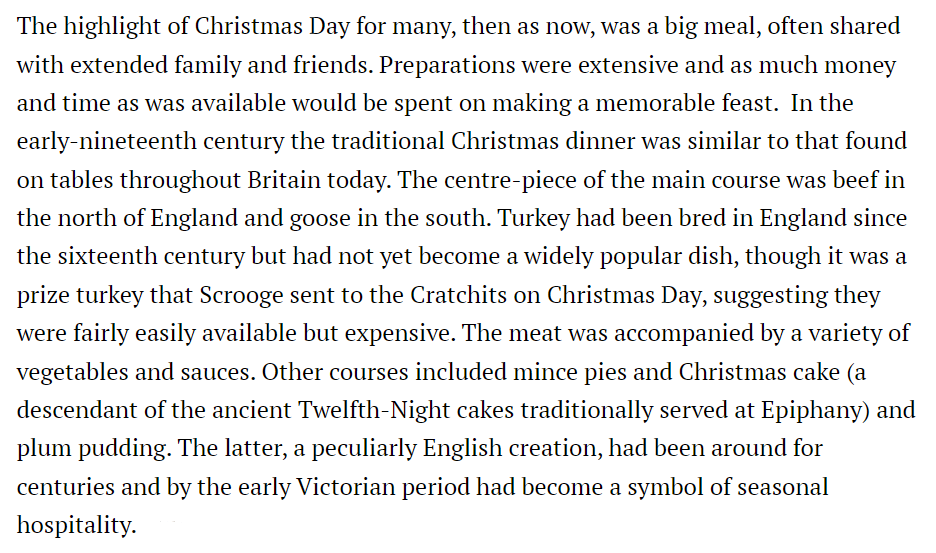 The highlight of Christmas Day for many, then as now, was a big meal, often shared
with extended family and friends. Preparations were extensive and as much money
and time as was available would be spent on making a memorable feast.  In the
early-nineteenth century the traditional Christmas dinner was similar to that found
on tables throughout Britain today. The centre-piece of the main course was beef in
the north of England and goose in the south. Turkey had been bred in England since
the sixteenth century but had not yet become a widely popular dish, though it was a
prize turkey that Scrooge sent to the Cratchits on Christmas Day, suggesting they
were fairly easily available but expensive. The meat was accompanied by a variety of
vegetables and sauces. Other courses included mince pies and Christmas cake (a
descendant of the ancient Twelfth-Night cakes traditionally served at Epiphany) and
plum pudding. The latter, a peculiarly English creation, had been around for
centuries and by the early Victorian period had become a symbol of seasonal
hospitality.